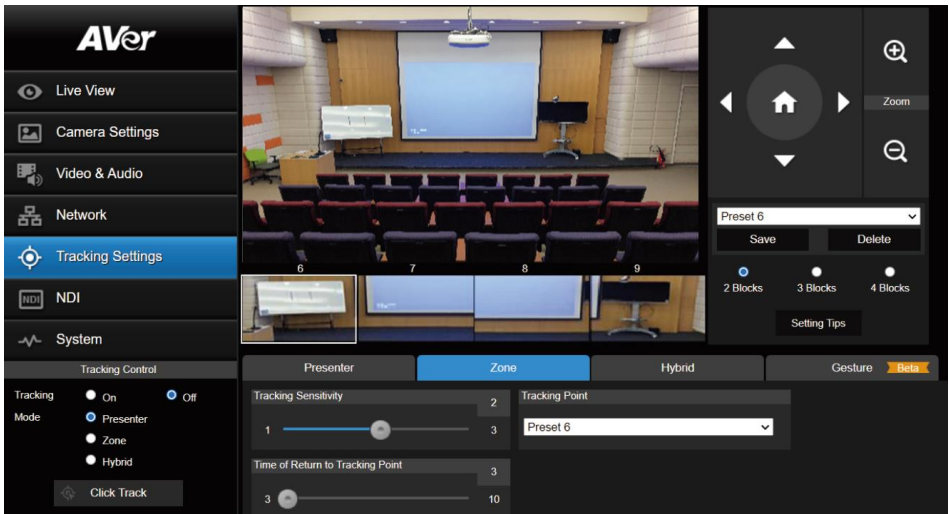 AVer
Live View
Camera Settings
Video & Audio
Network
Tracking Settings
NDI NDI
System
Tracking Control
Tracking On Off
Mode Presenter
Zone
Hybrid
Click Track
6 7 8 9
Zoom
Preset 6
Save Delete
2 Blocks 3 Blocks 4 Blocks
Setting Tips
Presenter Zone Hybrid Gesture Beta
Tracking Sensitivity 2
1 3
Tracking Point
Preset 6
Time of Return to Tracking Point 3
3 10